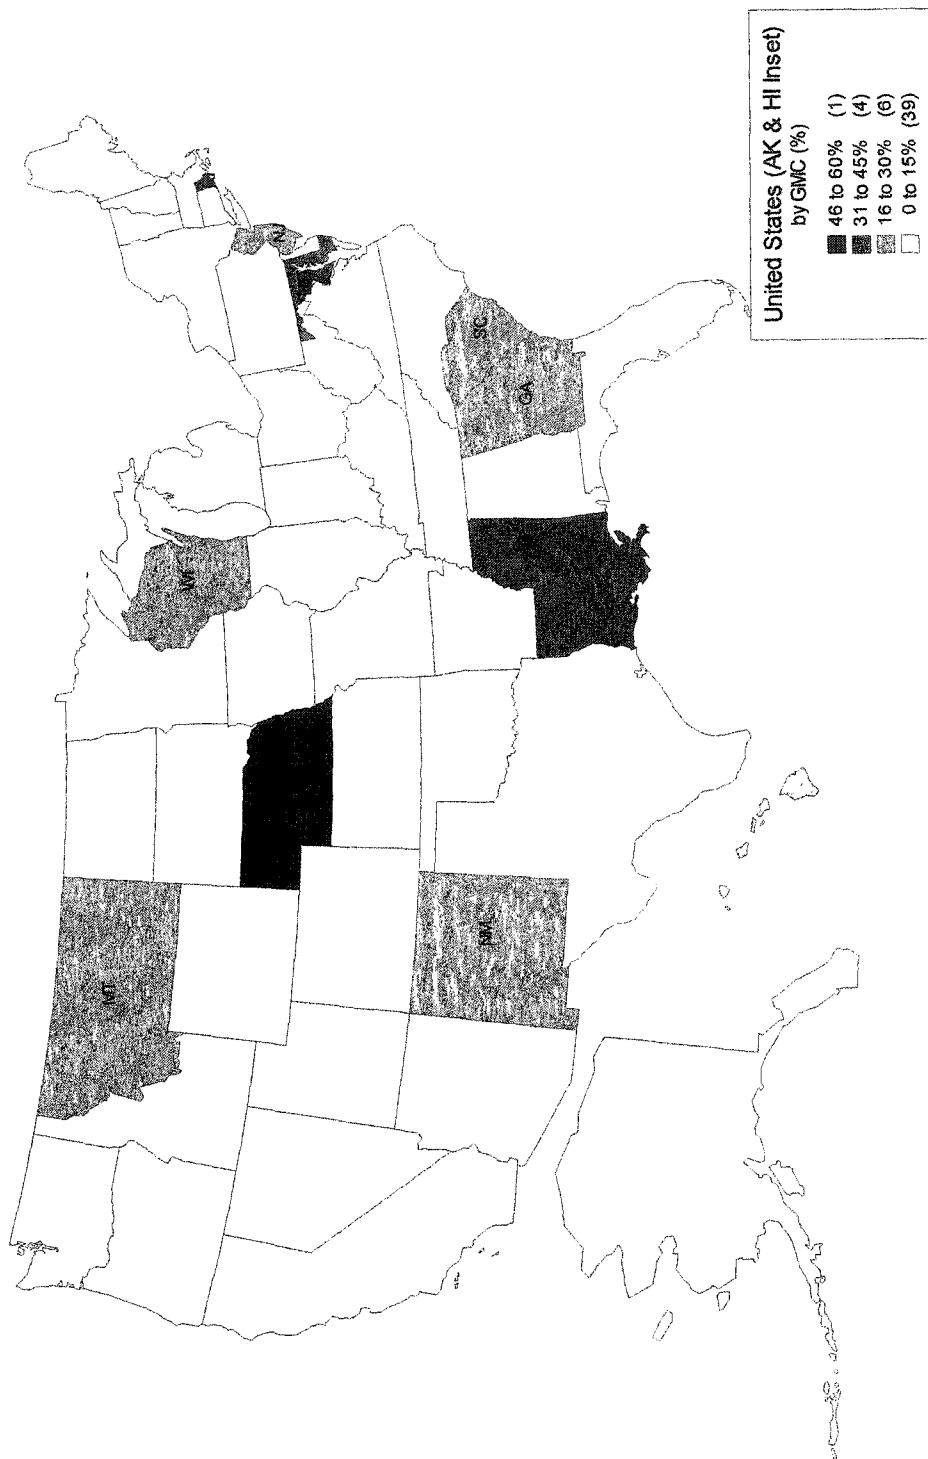 MT
WI
NJ
NM
GA
SC
United States (AK & HI Inset)
by GMC (%)
46 to 60% (1)
31 to 45% (4)
16 to 30% (6)
0 to 15% (39)